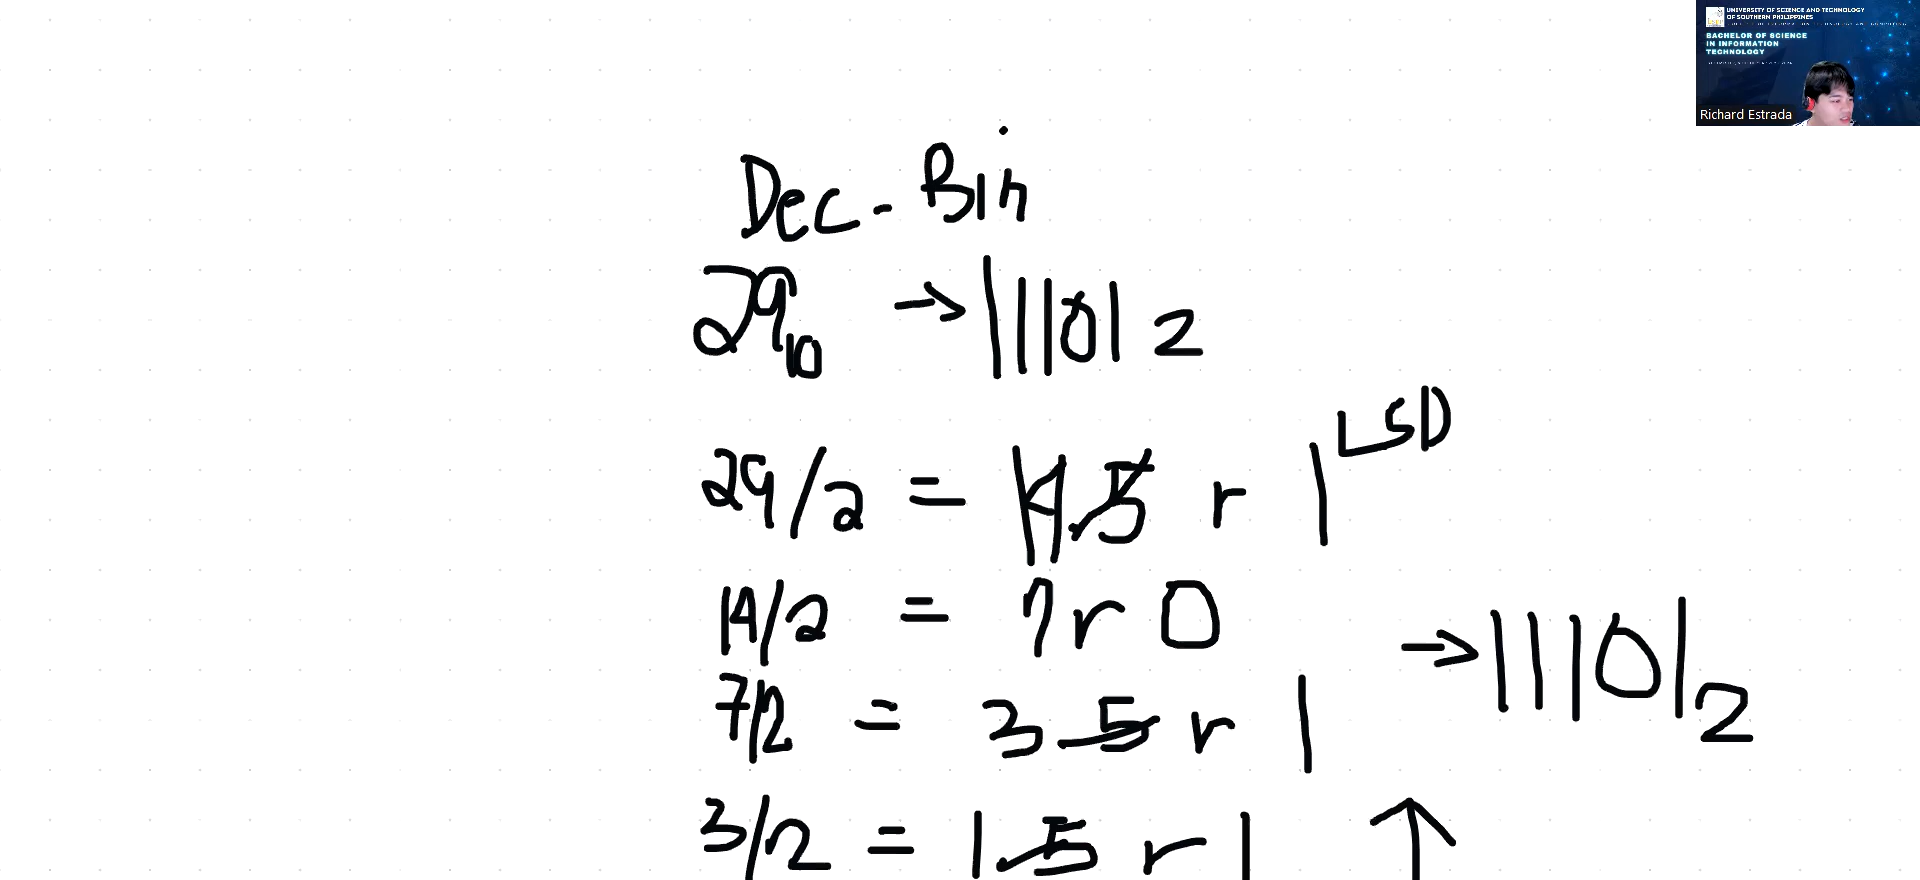 UNIVERSITY OF SCIENCE AND TECHNOLOGY
OF SOUTHERN PHILIPPINES
BACHELOR OF SCIENCE
IN INFORMATION
TECHNOLOGY
Richard Estrada
Dec - Bin
29₁₀ → 11101₂
29/2 = 14.5 r 1 LSD
14/2 = 7 r 0
→ 11101₂
7/2 = 3.5 r 1
3/2 = 1.5 r 1 ↑